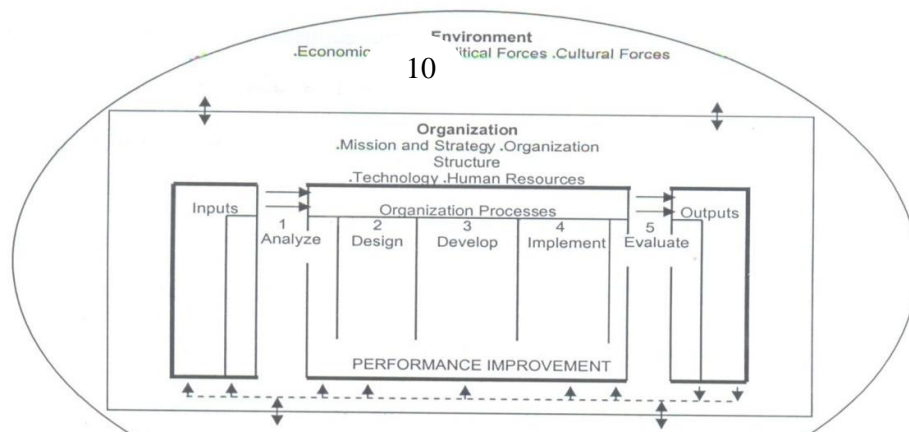 Environment
.Economic itical Forces .Cultural Forces
10
Organization
.Mission and Strategy .Organization
Structure
.Technology .Human Resources
Inputs
Organization Processes
Outputs
1
Analyze
2
Design
3
Develop
4
Implement
5
Evaluate
PERFORMANCE IMPROVEMENT